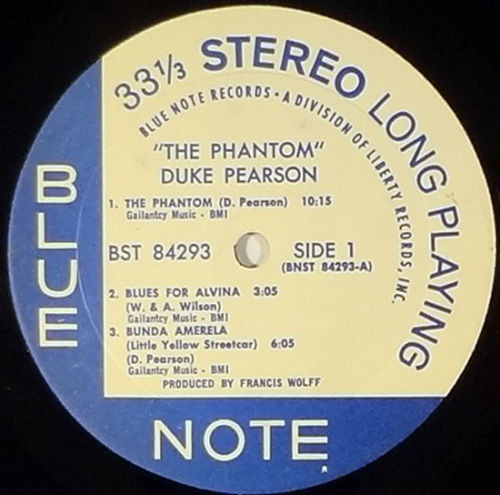 33⅓ STEREO LONG PLAYING
BLUE NOTE RECORDS • A DIVISION OF LIBERTY RECORDS, INC.
"THE PHANTOM"
DUKE PEARSON
1. THE PHANTOM (D. Pearson) 10:15
Gailantcy Music - BMI
BST 84293 SIDE 1
(BNST 84293-A)
2. BLUES FOR ALVINA 3:05
(W. & A. Wilson)
Gailantcy Music - BMI
3. BUNDA AMERELA
(Little Yellow Streetcar) 6:05
(D. Pearson)
Gailantcy Music - BMI
PRODUCED BY FRANCIS WOLFF
BLUE
NOTE